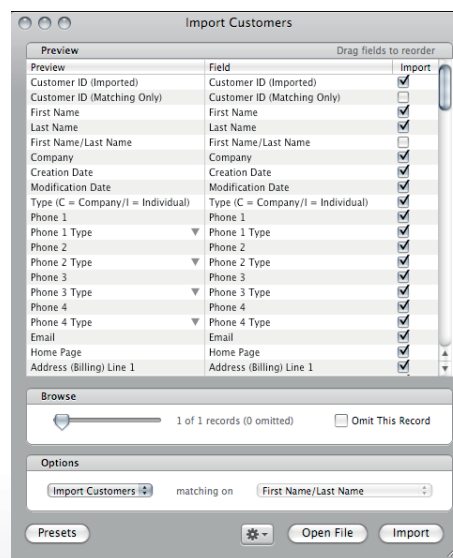 Import Customers
Preview Drag fields to reorder
Preview Field Import
Customer ID (Imported) Customer ID (Imported)
Customer ID (Matching Only) Customer ID (Matching Only)
First Name First Name
Last Name Last Name
First Name/Last Name First Name/Last Name
Company Company
Creation Date Creation Date
Modification Date Modification Date
Type (C = Company/I = Individual) Type (C = Company/I = Individual)
Phone 1 Phone 1
Phone 1 Type Phone 1 Type
Phone 2 Phone 2
Phone 2 Type Phone 2 Type
Phone 3 Phone 3
Phone 3 Type Phone 3 Type
Phone 4 Phone 4
Phone 4 Type Phone 4 Type
Email Email
Home Page Home Page
Address (Billing) Line 1 Address (Billing) Line 1
Browse
1 of 1 records (0 omitted) Omit This Record
Options
Import Customers matching on First Name/Last Name
Presets Open File Import